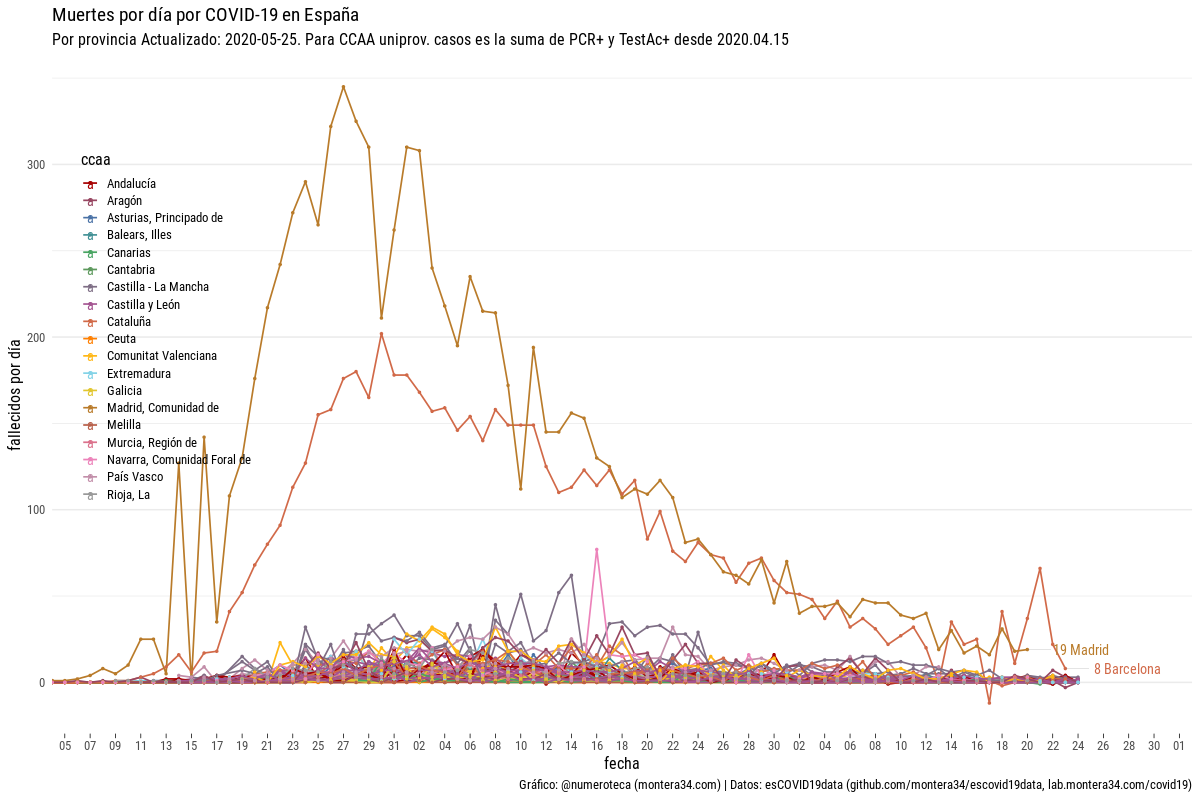 Muertes por día por COVID-19 en España
Por provincia Actualizado: 2020-05-25. Para CCAA uniprov. casos es la suma de PCR+ y TestAc+ desde 2020.04.15
ccaa
Andalucía
Aragón
Asturias, Principado de
Balears, Illes
Canarias
Cantabria
Castilla - La Mancha
Castilla y León
Cataluña
Ceuta
Comunitat Valenciana
Extremadura
Galicia
Madrid, Comunidad de
Melilla
Murcia, Región de
Navarra, Comunidad Foral de
País Vasco
Rioja, La
fallecidos por día
300
200
100
0
19 Madrid
8 Barcelona
05 07 09 11 13 15 17 19 21 23 25 27 29 31 02 04 06 08 10 12 14 16 18 20 22 24 26 28 30 02 04 06 08 10 12 14 16 18 20 22 24 26 28 30 01
fecha
Gráfico: @numeroteca (montera34.com) | Datos: esCOVID19data (github.com/montera34/escovid19data, lab.montera34.com/covid19)